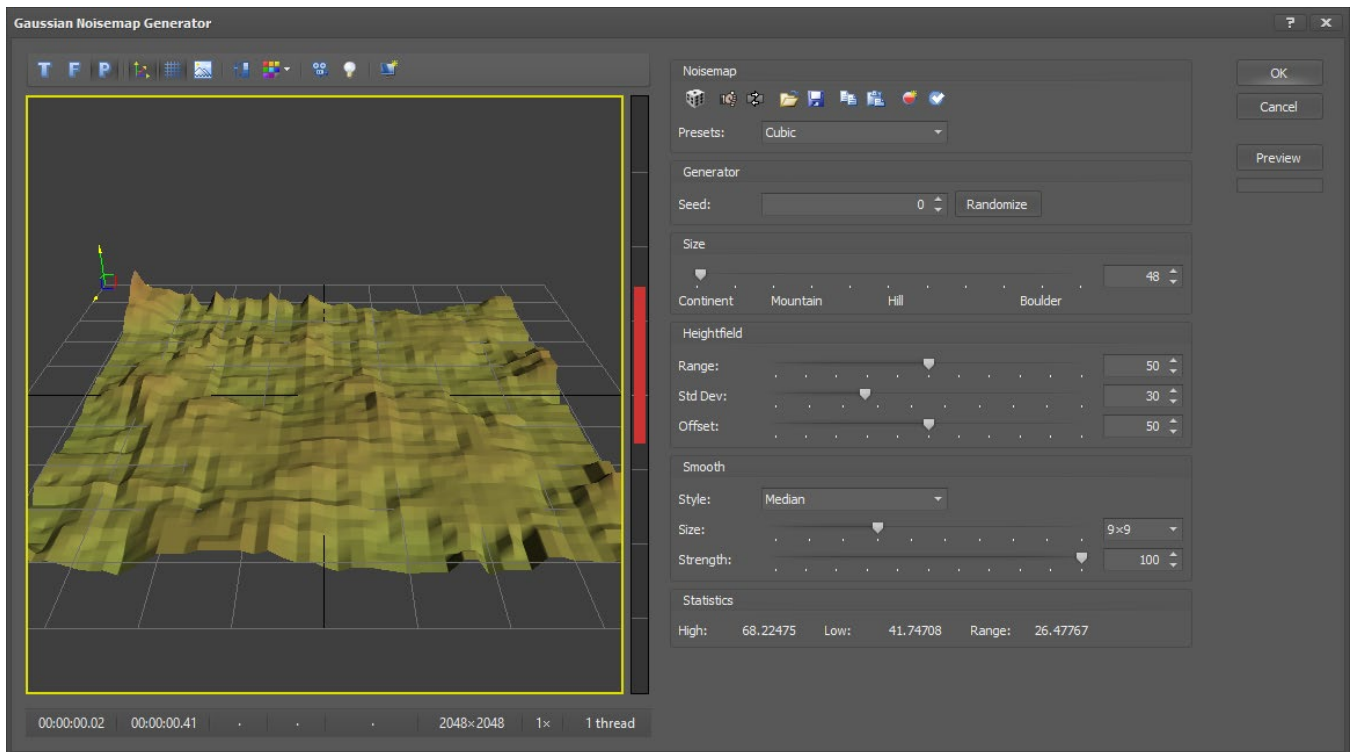 Gaussian Noisemap Generator
T F P
Noisemap
Presets: Cubic
Generator
Seed: 0 Randomize
Size
48
Continent Mountain Hill Boulder
Heightfield
Range: 50
Std Dev: 30
Offset: 50
Smooth
Style: Median
Size: 9×9
Strength: 100
Statistics
High: 68.22475 Low: 41.74708 Range: 26.47767
OK
Cancel
Preview
00:00:00.02 00:00:00.41 2048×2048 1× 1 thread